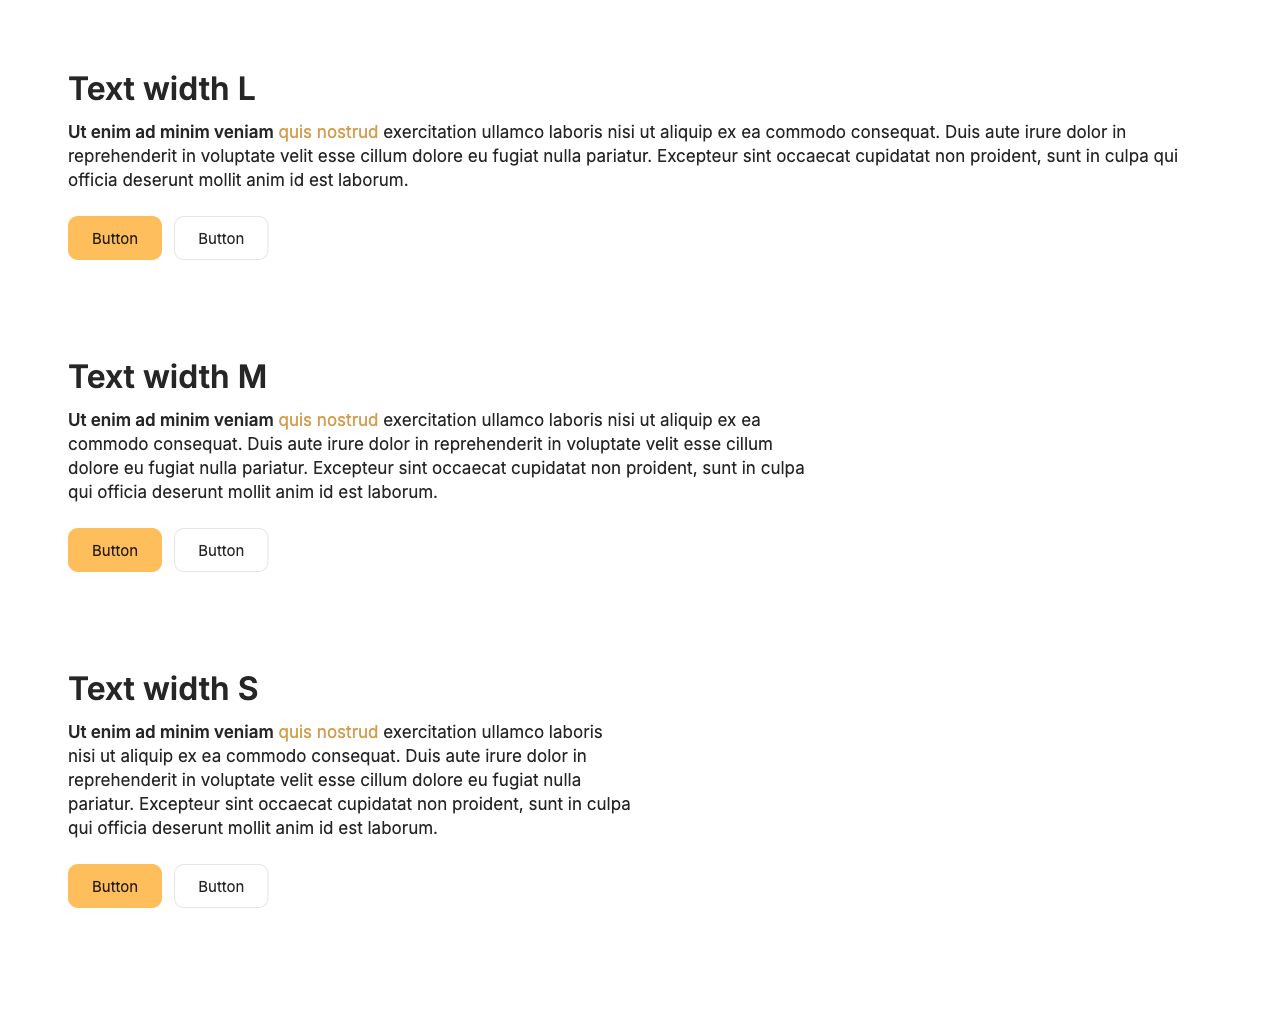 Text width L
Ut enim ad minim veniam quis nostrud exercitation ullamco laboris nisi ut aliquip ex ea commodo consequat. Duis aute irure dolor in
reprehenderit in voluptate velit esse cillum dolore eu fugiat nulla pariatur. Excepteur sint occaecat cupidatat non proident, sunt in culpa qui
officia deserunt mollit anim id est laborum.
Button Button
Text width M
Ut enim ad minim veniam quis nostrud exercitation ullamco laboris nisi ut aliquip ex ea
commodo consequat. Duis aute irure dolor in reprehenderit in voluptate velit esse cillum
dolore eu fugiat nulla pariatur. Excepteur sint occaecat cupidatat non proident, sunt in culpa
qui officia deserunt mollit anim id est laborum.
Button Button
Text width S
Ut enim ad minim veniam quis nostrud exercitation ullamco laboris
nisi ut aliquip ex ea commodo consequat. Duis aute irure dolor in
reprehenderit in voluptate velit esse cillum dolore eu fugiat nulla
pariatur. Excepteur sint occaecat cupidatat non proident, sunt in culpa
qui officia deserunt mollit anim id est laborum.
Button Button